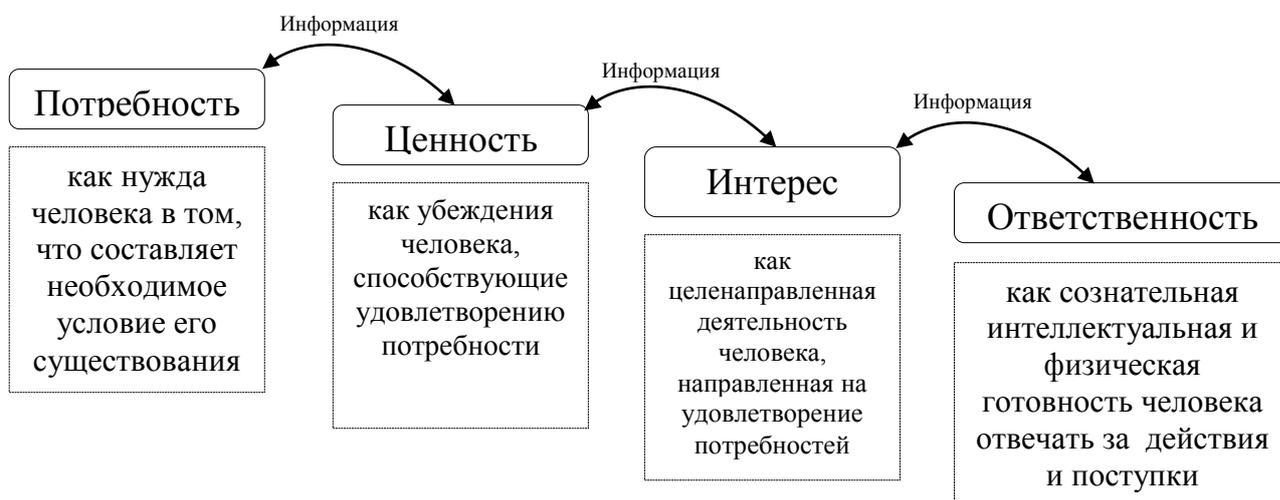 Информация
Потребность
как нужда
человека в том,
что составляет
необходимое
условие его
существования
Информация
Ценность
как убеждения
человека,
способствующие
удовлетворению
потребности
Информация
Интерес
как
целенаправленная
деятельность
человека,
направленная на
удовлетворение
потребностей
Ответственность
как сознательная
интеллектуальная и
физическая
готовность человека
отвечать за действия
и поступки